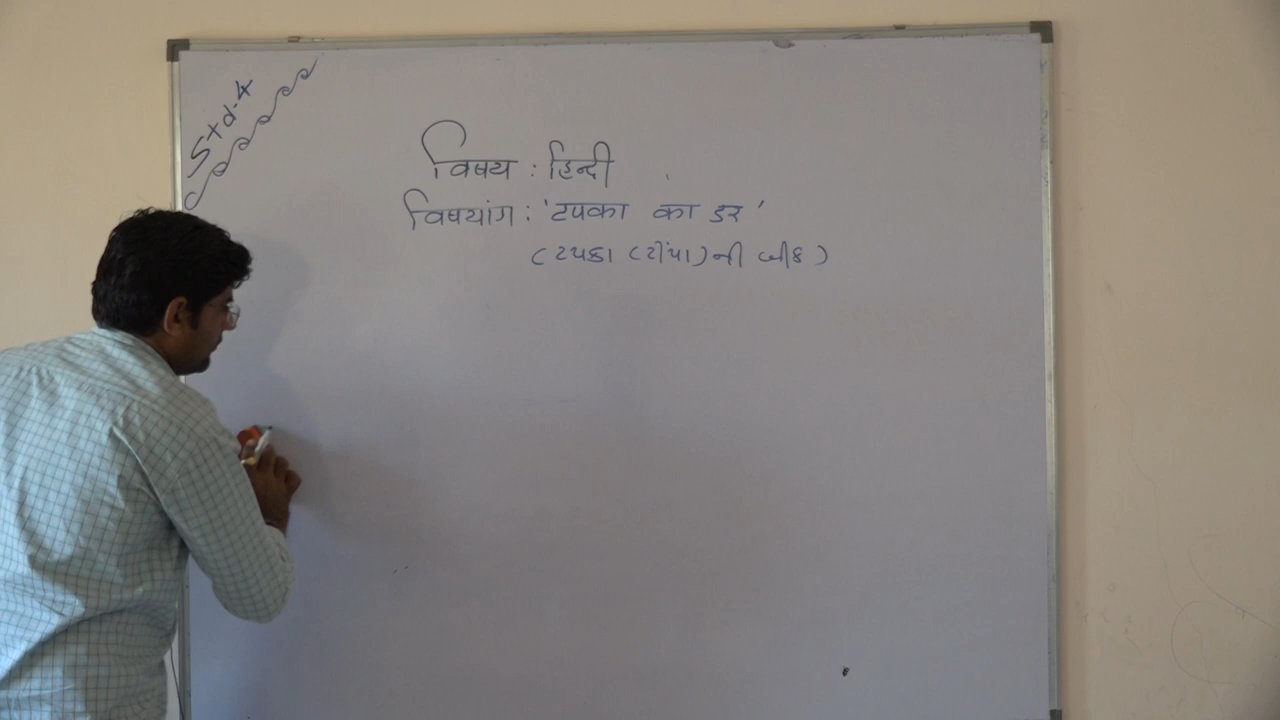 Std.4
विषय : हिन्दी
विषयांग : 'टपका का डर'
(ટપકા (ટીંપા)ની બીક)